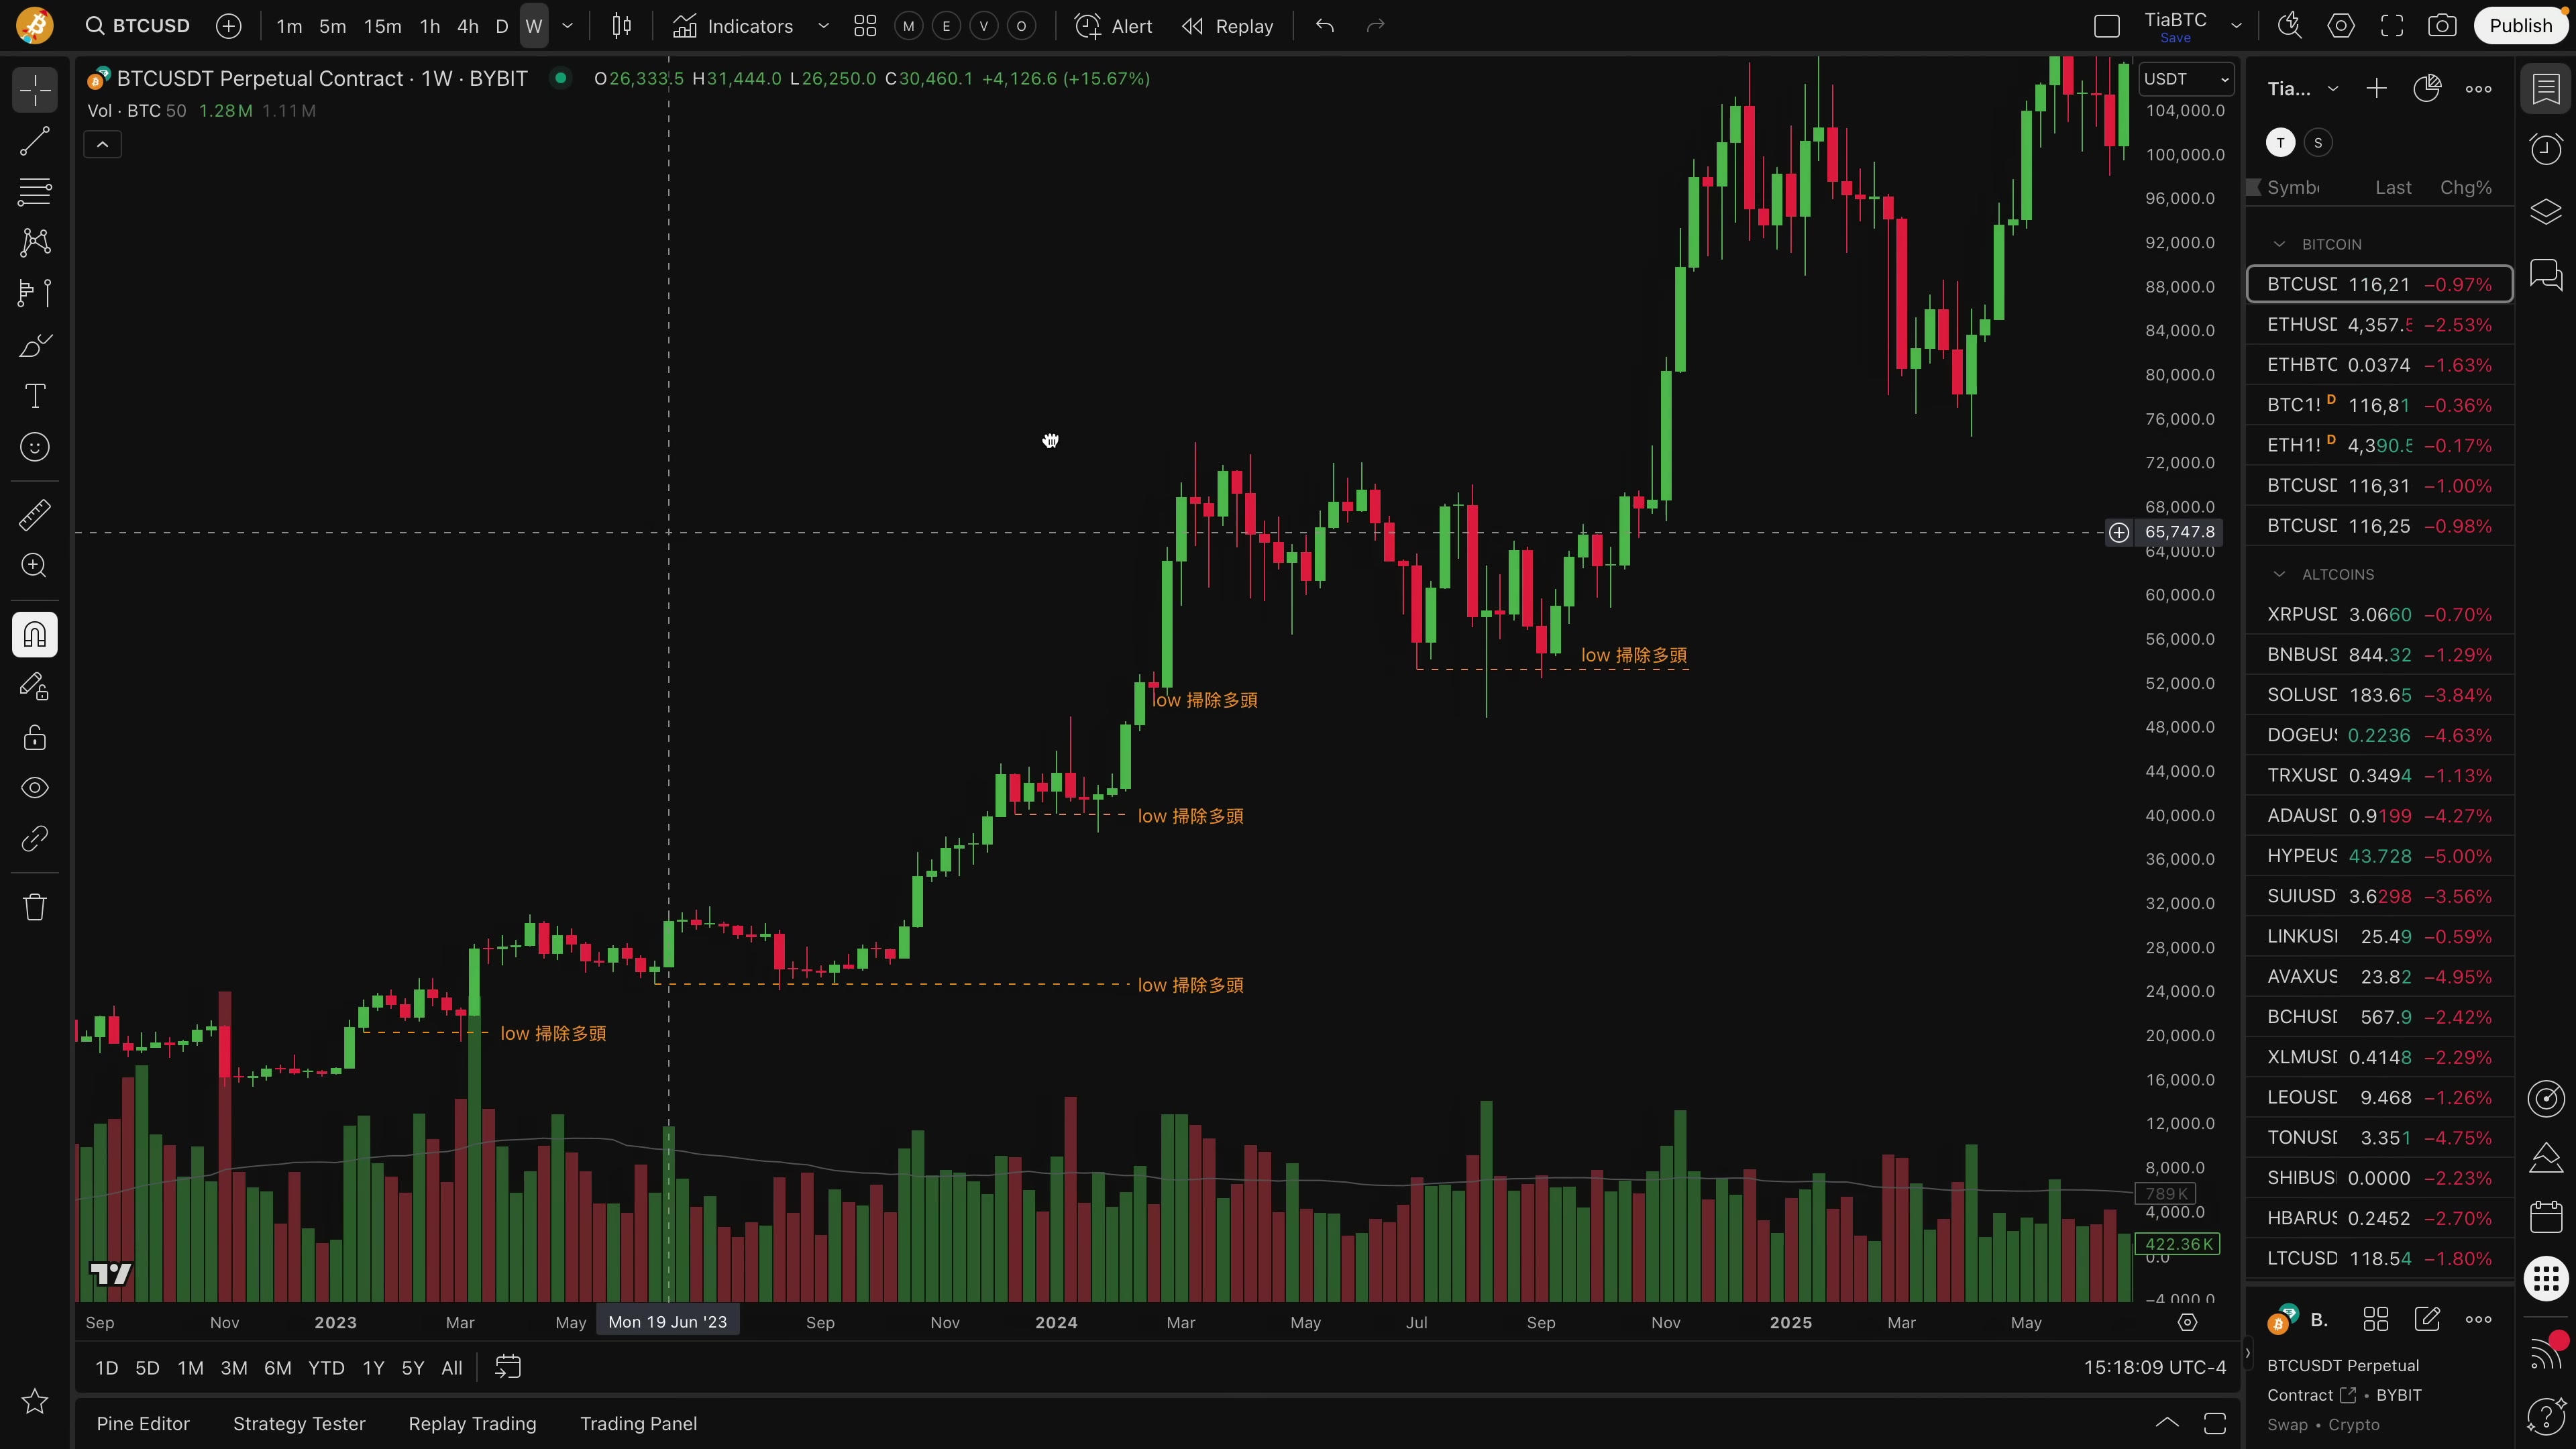 BTCUSD 1m 5m 15m 1h 4h D W Indicators M E V O Alert Replay TiaBTC Save Publish
BTCUSDT Perpetual Contract · 1W · BYBIT O26,333.5 H31,444.0 L26,250.0 C30,460.1 +4,126.6 (+15.67%)
Vol · BTC 50 1.28M 1.11M
USDT
104,000.0
100,000.0
96,000.0
92,000.0
88,000.0
84,000.0
80,000.0
76,000.0
72,000.0
68,000.0
65,747.8
64,000.0
60,000.0
56,000.0
52,000.0
48,000.0
44,000.0
40,000.0
36,000.0
32,000.0
28,000.0
24,000.0
20,000.0
16,000.0
12,000.0
8,000.0
789K
4,000.0
422.36K
0.0
−4,000.0
low 掃除多頭
low 掃除多頭
low 掃除多頭
low 掃除多頭
low 掃除多頭
Sep Nov 2023 Mar May Mon 19 Jun '23 Sep Nov 2024 Mar May Jul Sep Nov 2025 Mar May
1D 5D 1M 3M 6M YTD 1Y 5Y All 15:18:09 UTC-4
Pine Editor Strategy Tester Replay Trading Trading Panel
Tia...
T S
Symb Last Chg%
BITCOIN
BTCUSD 116,21 −0.97%
ETHUSD 4,357.5 −2.53%
ETHBTC 0.0374 −1.63%
BTC1! D 116,81 −0.36%
ETH1! D 4,390.5 −0.17%
BTCUSD 116,31 −1.00%
BTCUSD 116,25 −0.98%
ALTCOINS
XRPUSD 3.0660 −0.70%
BNBUSD 844.32 −1.29%
SOLUSD 183.65 −3.84%
DOGEUS 0.2236 −4.63%
TRXUSD 0.3494 −1.13%
ADAUSD 0.9199 −4.27%
HYPEUS 43.728 −5.00%
SUIUSD 3.6298 −3.56%
LINKUS 25.49 −0.59%
AVAXUS 23.82 −4.95%
BCHUSD 567.9 −2.42%
XLMUSD 0.4148 −2.29%
LEOUSD 9.468 −1.26%
TONUSD 3.351 −4.75%
SHIBUS 0.0000 −2.23%
HBARUS 0.2452 −2.70%
LTCUSD 118.54 −1.80%
B.
BTCUSDT Perpetual
Contract • BYBIT
Swap • Crypto